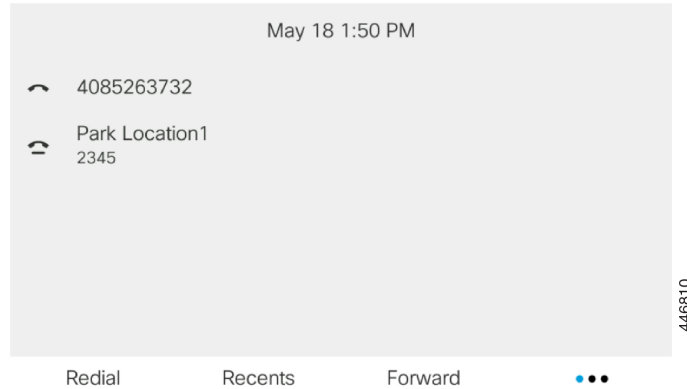 May 18 1:50 PM
4085263732
Park Location1
2345
446810
Redial Recents Forward